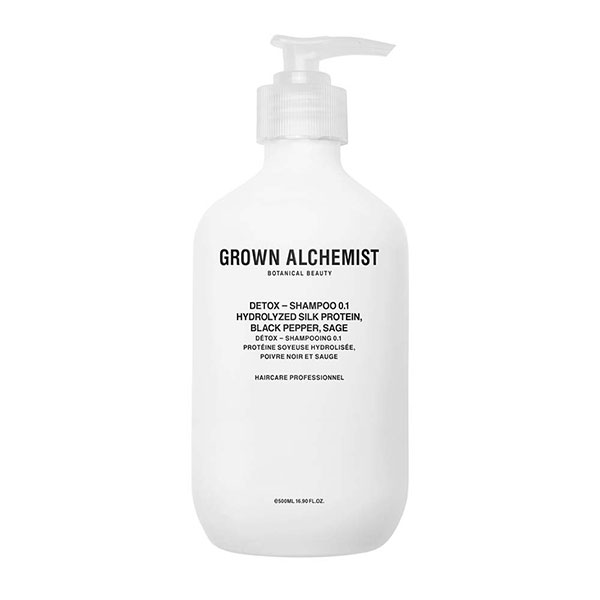 GROWN ALCHEMIST
BOTANICAL BEAUTY
DETOX – SHAMPOO 0.1
HYDROLYZED SILK PROTEIN,
BLACK PEPPER, SAGE
DÉTOX – SHAMPOOING 0.1
PROTÉINE SOYEUSE HYDROLISÉE,
POIVRE NOIR ET SAUGE
HAIRCARE PROFESSIONNEL
℮500ML 16.90 FL.OZ.